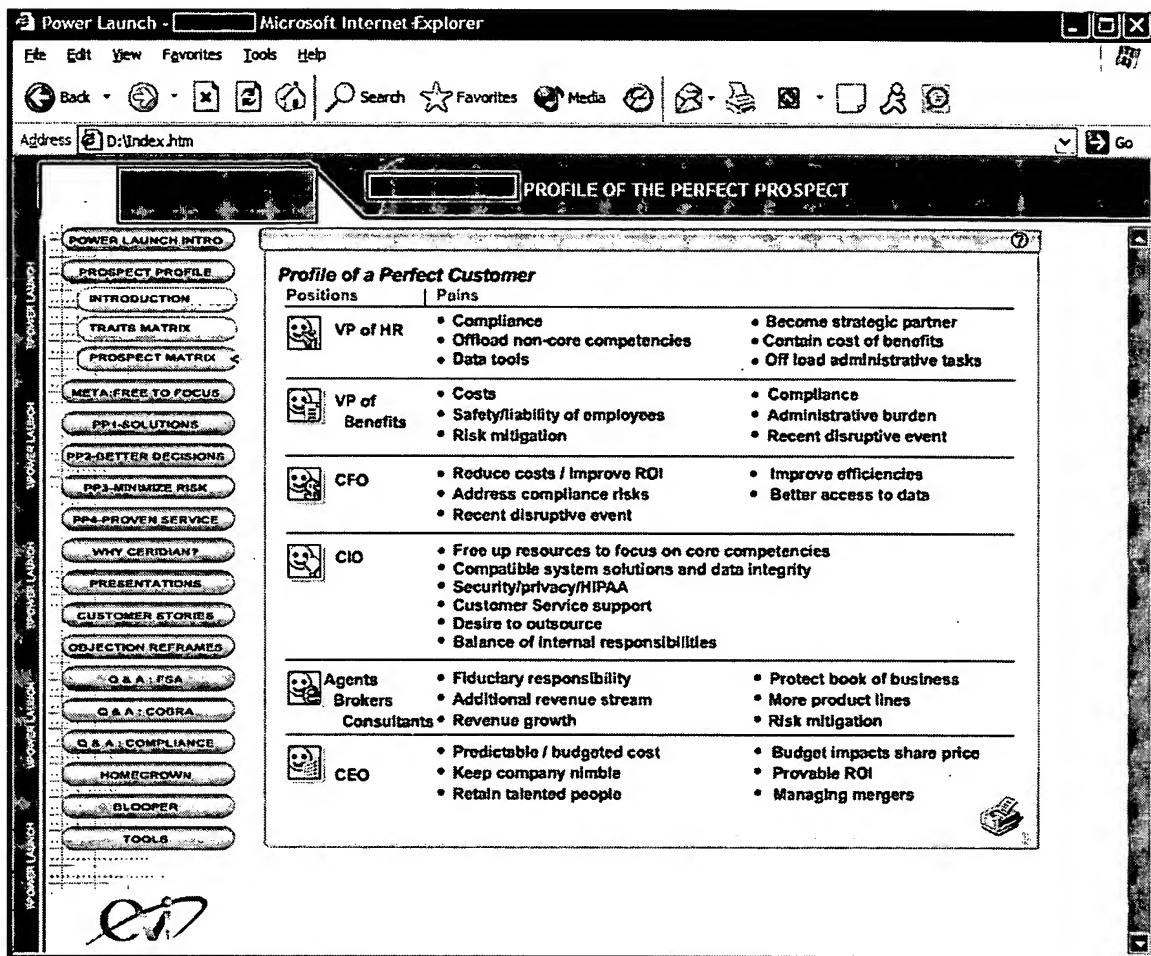 Power Launch - Microsoft Internet Explorer
File Edit View Favorites Tools Help
Back Search Favorites Media
Address D:\Index.htm Go
PROFILE OF THE PERFECT PROSPECT
POWER LAUNCH INTRO
PROSPECT PROFILE
INTRODUCTION
TRAITS MATRIX
PROSPECT MATRIX
META:FREE TO FOCUS
PP1-SOLUTIONS
PP2-BETTER DECISIONS
PP3-MINIMIZE RISK
PP4-PROVEN SERVICE
WHY CERIDIAN?
PRESENTATIONS
CUSTOMER STORIES
OBJECTION REFRAMES
Q & A : FSA
Q & A : COBRA
Q & A : COMPLIANCE
HOMEGROWN
BLOOPER
TOOLS
Profile of a Perfect Customer
Positions | Pains
VP of HR
• Compliance
• Offload non-core competencies
• Data tools
• Become strategic partner
• Contain cost of benefits
• Off load administrative tasks
VP of
Benefits
• Costs
• Safety/liability of employees
• Risk mitigation
• Compliance
• Administrative burden
• Recent disruptive event
CFO
• Reduce costs / Improve ROI
• Address compliance risks
• Recent disruptive event
• Improve efficiencies
• Better access to data
CIO
• Free up resources to focus on core competencies
• Compatible system solutions and data integrity
• Security/privacy/HIPAA
• Customer Service support
• Desire to outsource
• Balance of internal responsibilities
Agents
Brokers
Consultants
• Fiduciary responsibility
• Additional revenue stream
• Revenue growth
• Protect book of business
• More product lines
• Risk mitigation
CEO
• Predictable / budgeted cost
• Keep company nimble
• Retain talented people
• Budget impacts share price
• Provable ROI
• Managing mergers